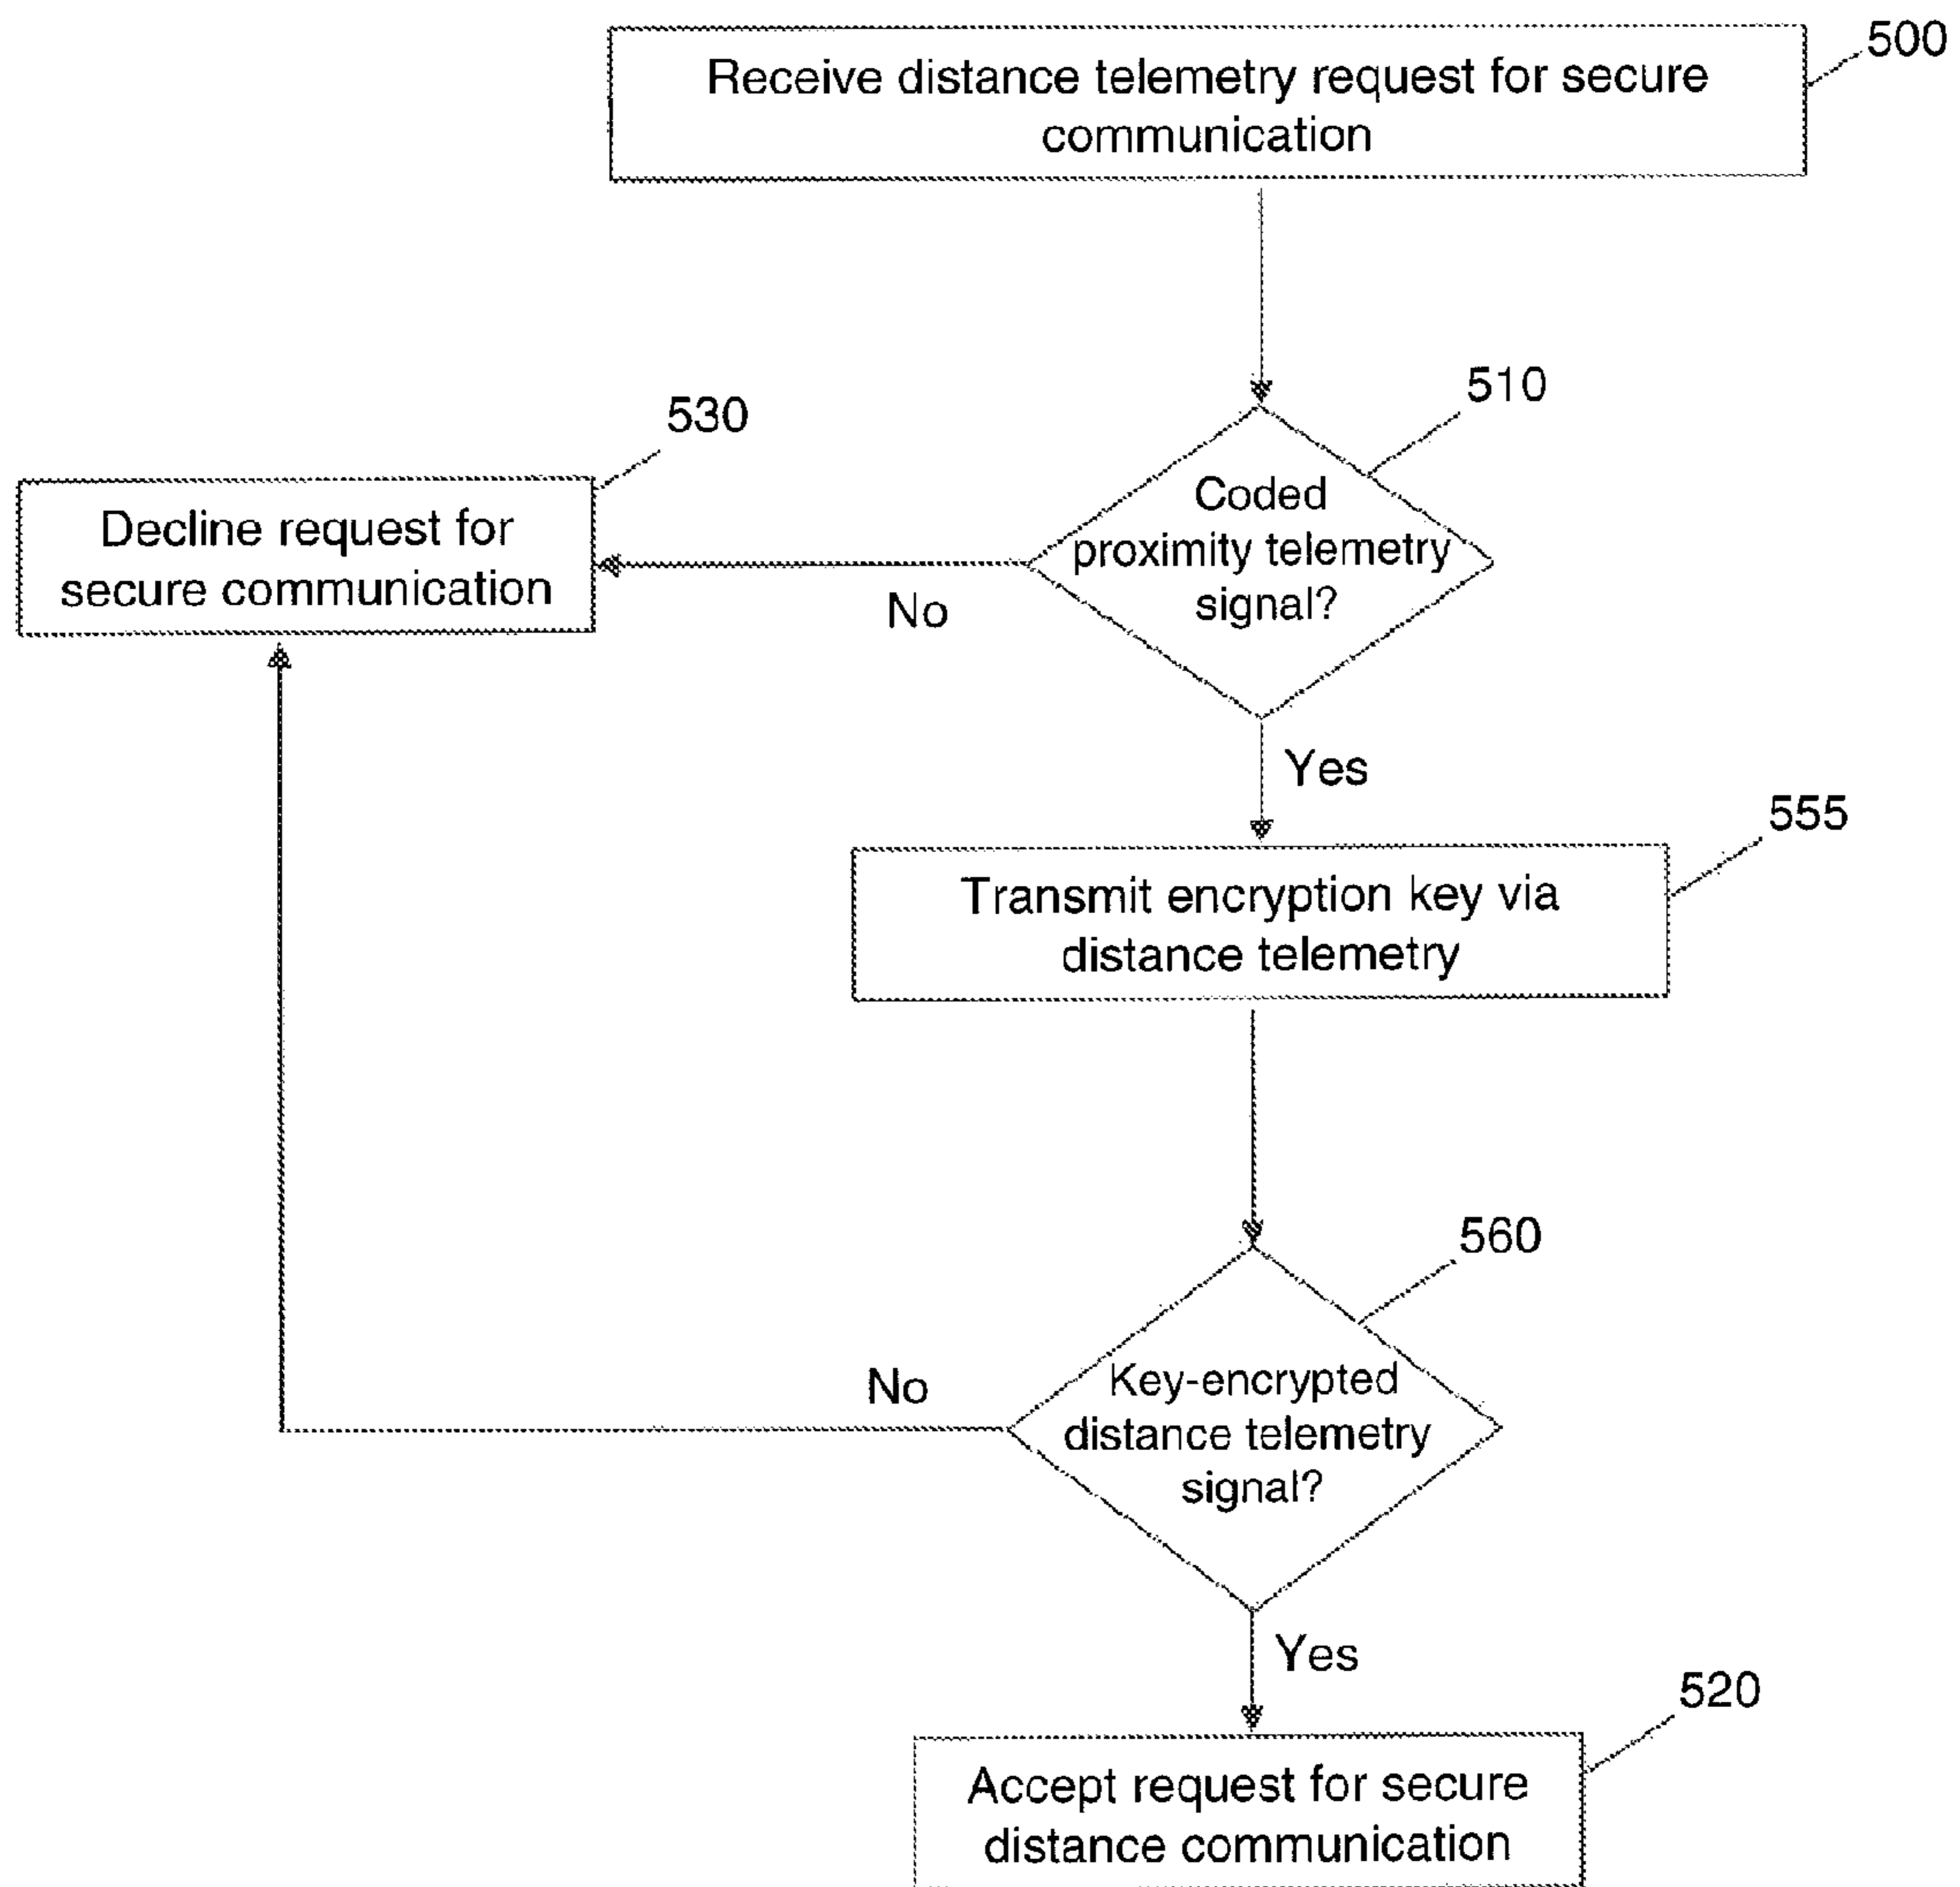 500
Receive distance telemetry request for secure
communication
510
530
Coded
proximity telemetry
signal?
Decline request for
secure communication
No
Yes
555
Transmit encryption key via
distance telemetry
560
No
Key-encrypted
distance telemetry
signal?
Yes
520
Accept request for secure
distance communication